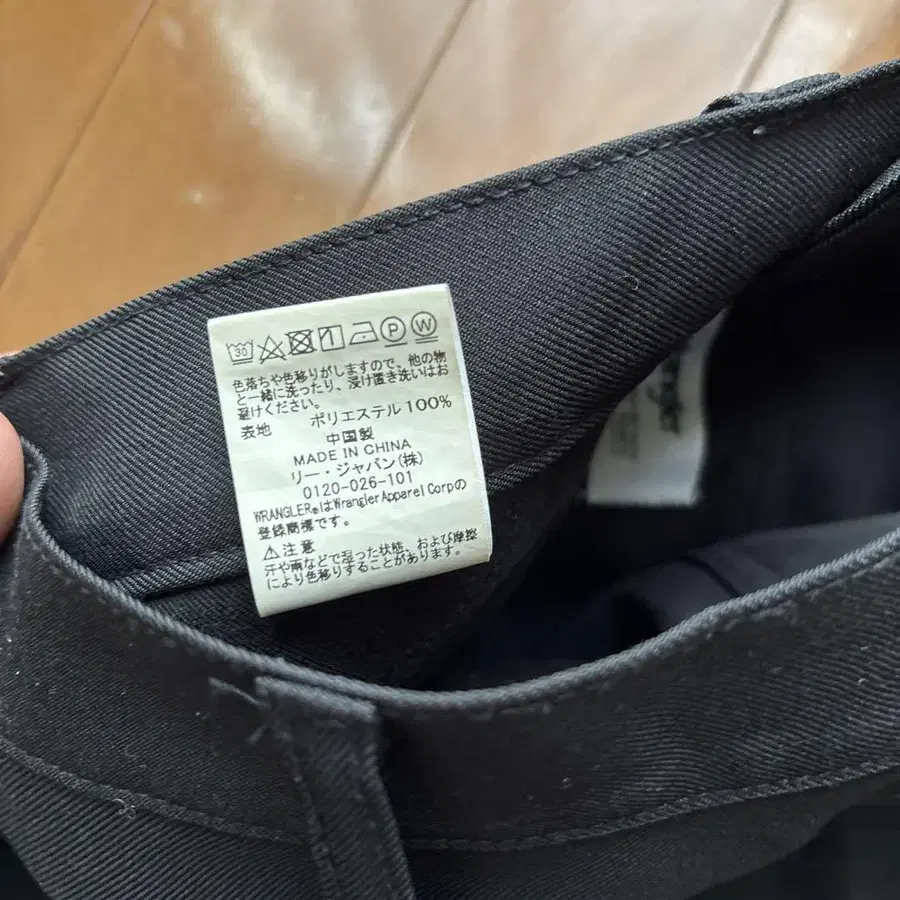 30 P W
色落ちや色移りがしますので、他の物
と一緒に洗ったり、浸け置き洗いはお
避けください。
表地 ポリエステル 100%
中国製
MADE IN CHINA
リー・ジャパン(株)
0120-026-101
WRANGLER®はWrangler Apparel Corpの
登録商標です。
⚠注意
汗や雨などで湿った状態、および摩擦
により色移りすることがあります。